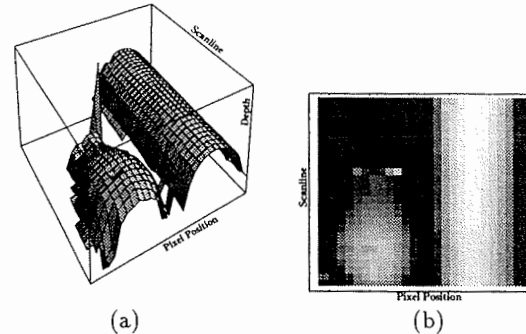 Scanline
Depth
Pixel Position
(a)
Scanline
Pixel Position
(b)